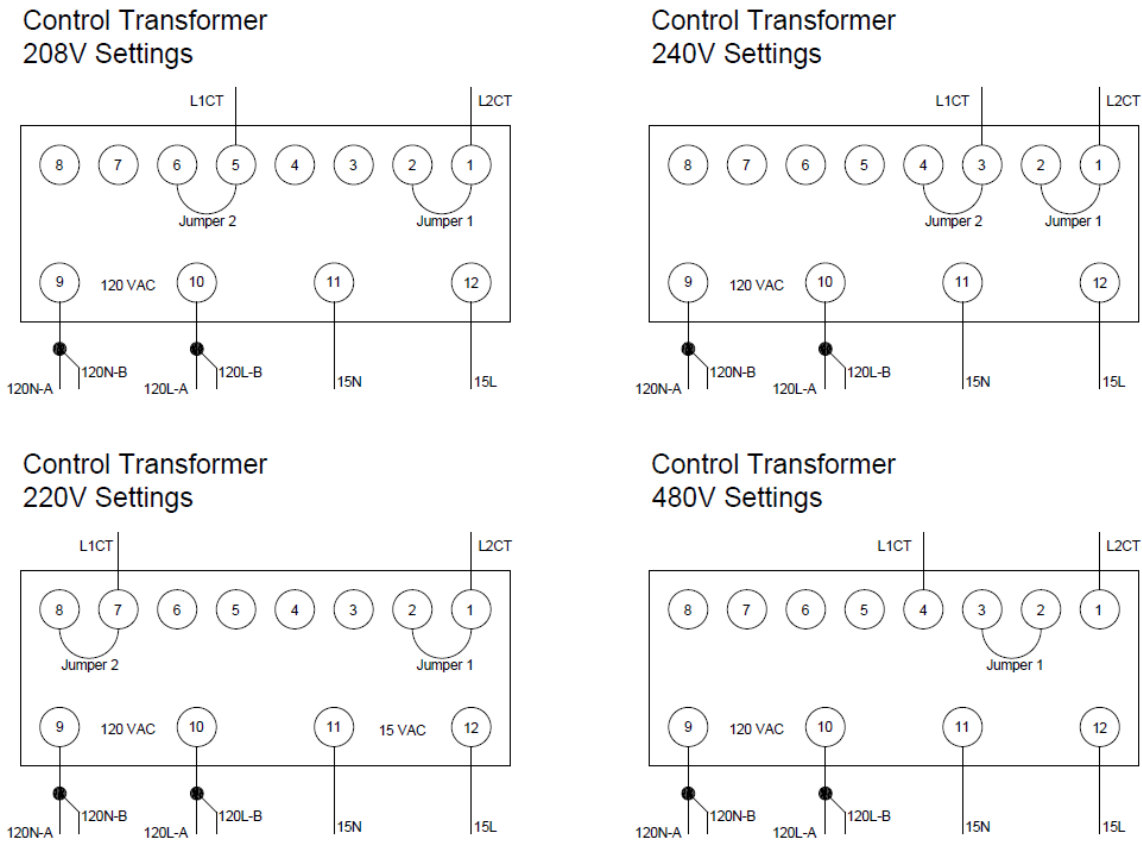 Control Transformer
208V Settings
L1CT L2CT
8 7 6 5 4 3 2 1
Jumper 2 Jumper 1
9 120 VAC 10 11 12
120N-B 120L-B
120N-A 120L-A 15N 15L
Control Transformer
240V Settings
L1CT L2CT
8 7 6 5 4 3 2 1
Jumper 2 Jumper 1
9 120 VAC 10 11 12
120N-B 120L-B
120N-A 120L-A 15N 15L
Control Transformer
220V Settings
L1CT L2CT
8 7 6 5 4 3 2 1
Jumper 2 Jumper 1
9 120 VAC 10 11 15 VAC 12
120N-B 120L-B
120N-A 120L-A 15N 15L
Control Transformer
480V Settings
L1CT L2CT
8 7 6 5 4 3 2 1
Jumper 1
9 120 VAC 10 11 12
120N-B 120L-B
120N-A 120L-A 15N 15L